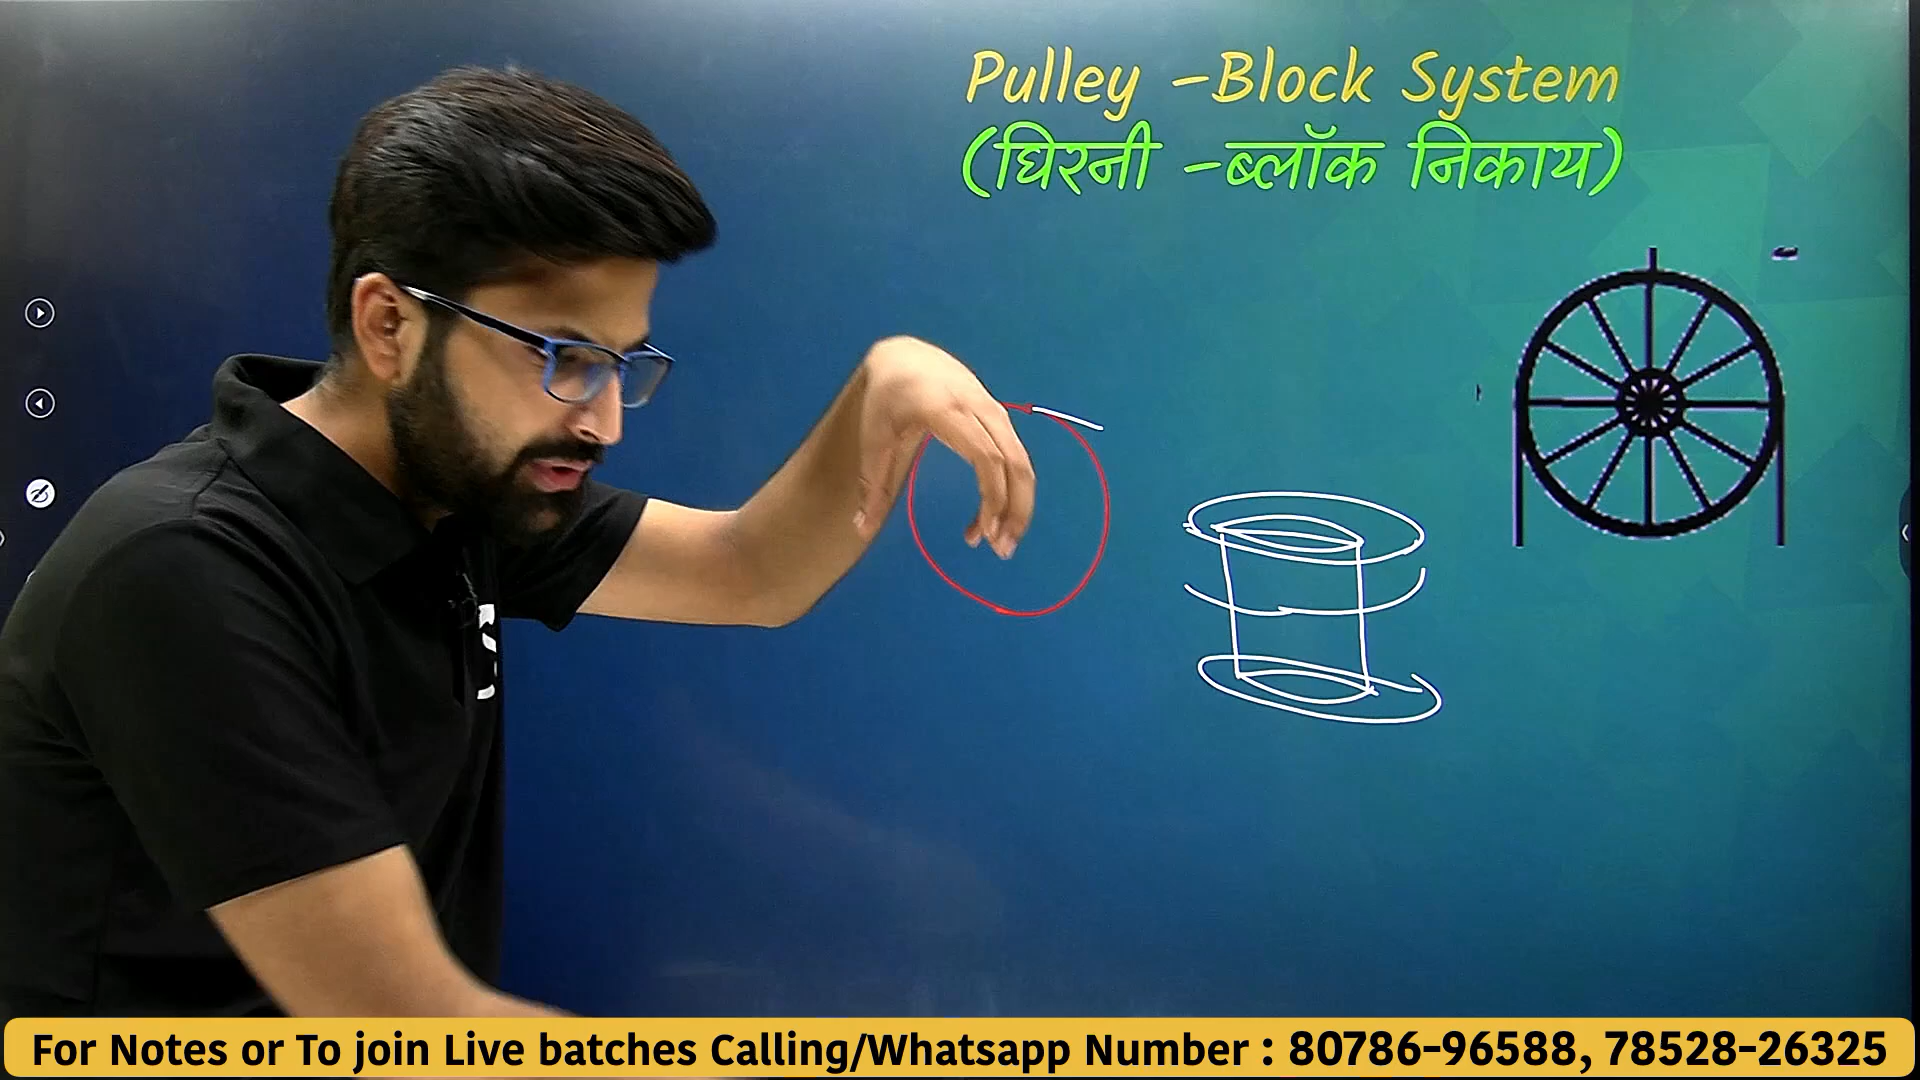 Pulley -Block System
(घिरनी -ब्लॉक निकाय)
For Notes or To join Live batches Calling/Whatsapp Number : 80786-96588, 78528-26325